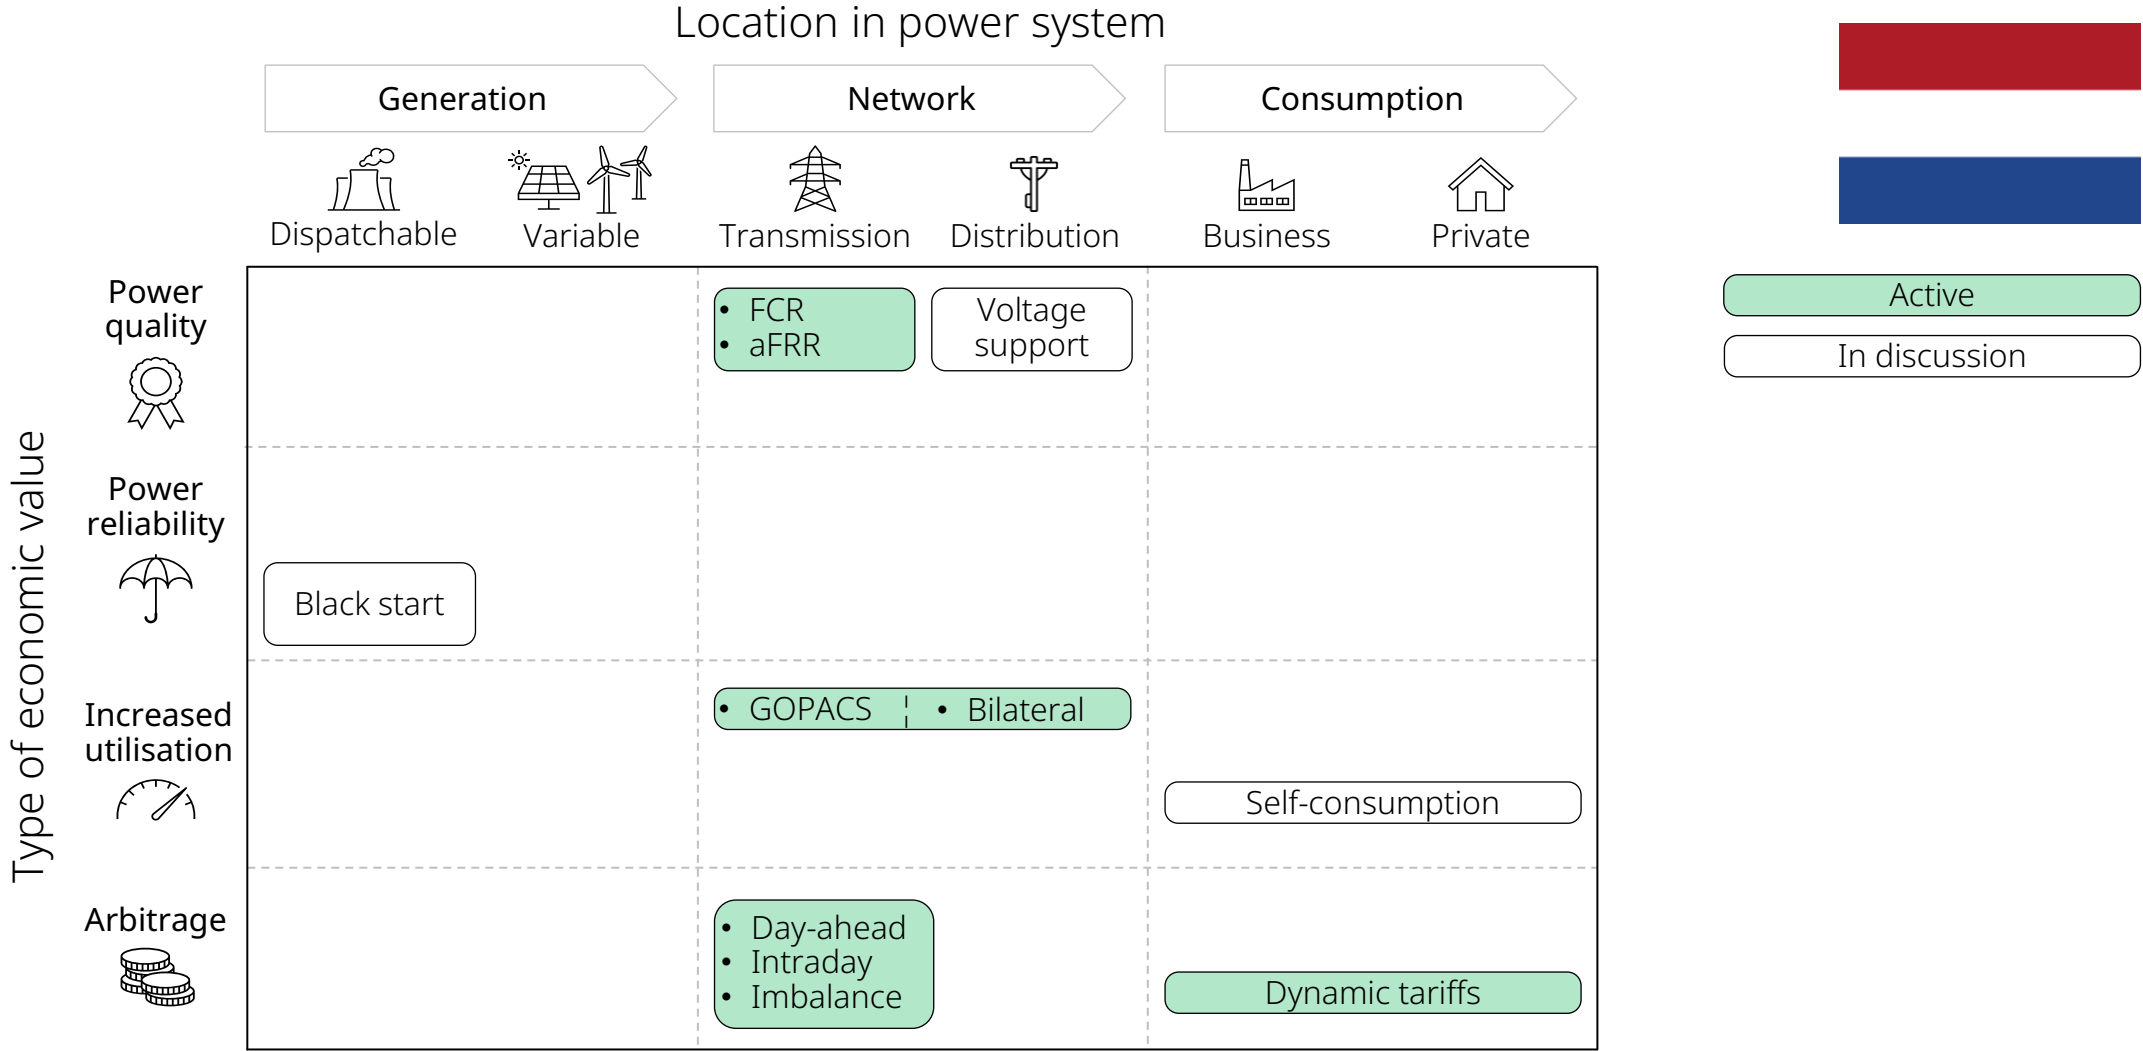 Location in power system
Generation
Network
Consumption
Dispatchable
Variable
Transmission
Distribution
Business
Private
Type of economic value
Power
quality
• FCR
• aFRR
Voltage
support
Active
In discussion
Power
reliability
Black start
Increased
utilisation
• GOPACS ¦ • Bilateral
Self-consumption
Arbitrage
• Day-ahead
• Intraday
• Imbalance
Dynamic tariffs